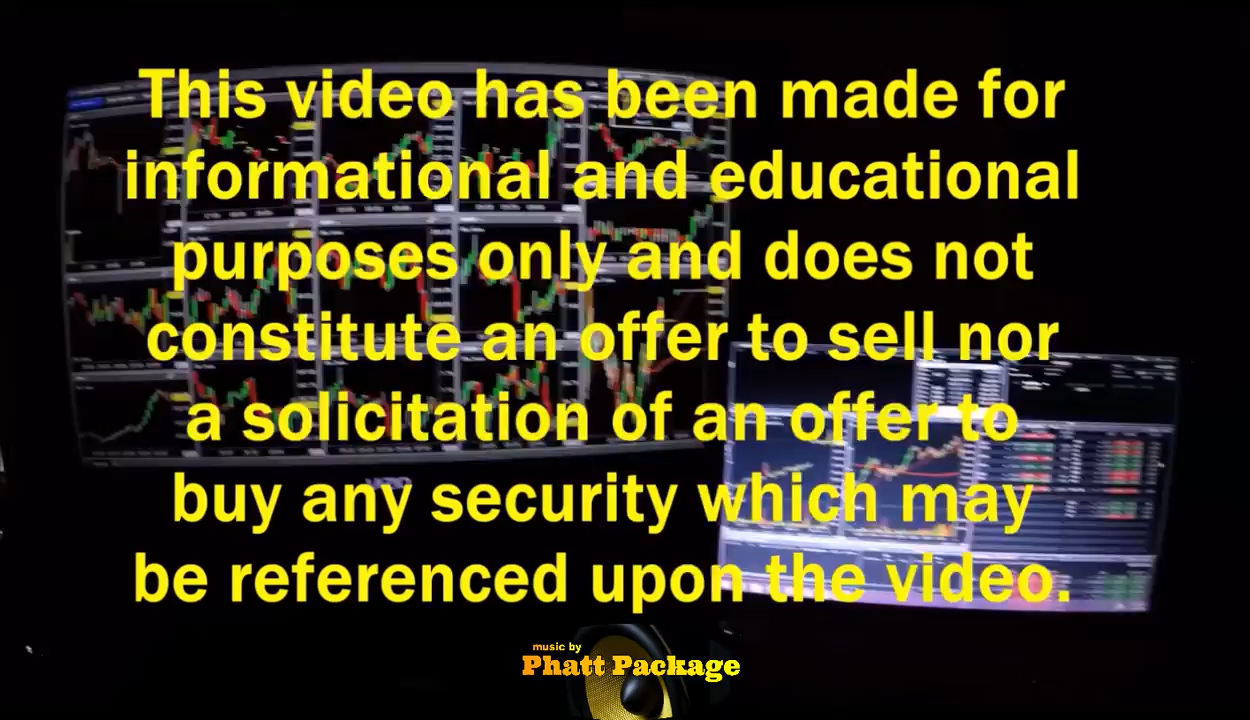 This video has been made for
informational and educational
purposes only and does not
constitute an offer to sell nor
a solicitation of an offer to
buy any security which may
be referenced upon the video.
music by
Phatt Package